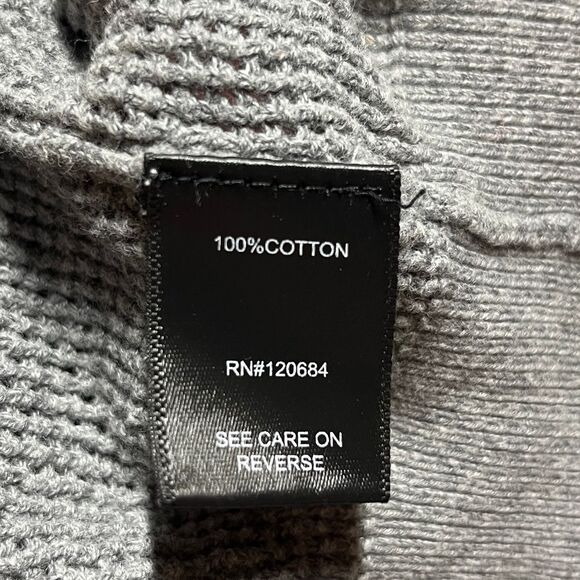 100%COTTON
RN#120684
SEE CARE ON
REVERSE